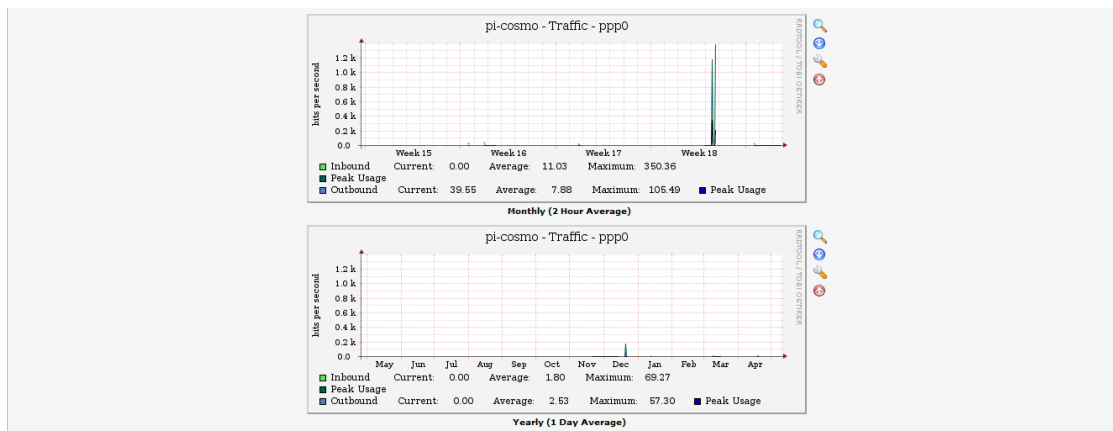 pi-cosmo - Traffic - ppp0
RRDTOOL / TOBI OETIKER
bits per second
1.2 k
1.0 k
0.8 k
0.6 k
0.4 k
0.2 k
0.0
Week 15 Week 16 Week 17 Week 18
Inbound Current: 0.00 Average: 11.03 Maximum: 350.36
Peak Usage
Outbound Current: 39.55 Average: 7.88 Maximum: 105.49 Peak Usage
Monthly (2 Hour Average)
pi-cosmo - Traffic - ppp0
RRDTOOL / TOBI OETIKER
bits per second
1.2 k
1.0 k
0.8 k
0.6 k
0.4 k
0.2 k
0.0
May Jun Jul Aug Sep Oct Nov Dec Jan Feb Mar Apr
Inbound Current: 0.00 Average: 1.80 Maximum: 69.27
Peak Usage
Outbound Current: 0.00 Average: 2.53 Maximum: 57.30 Peak Usage
Yearly (1 Day Average)